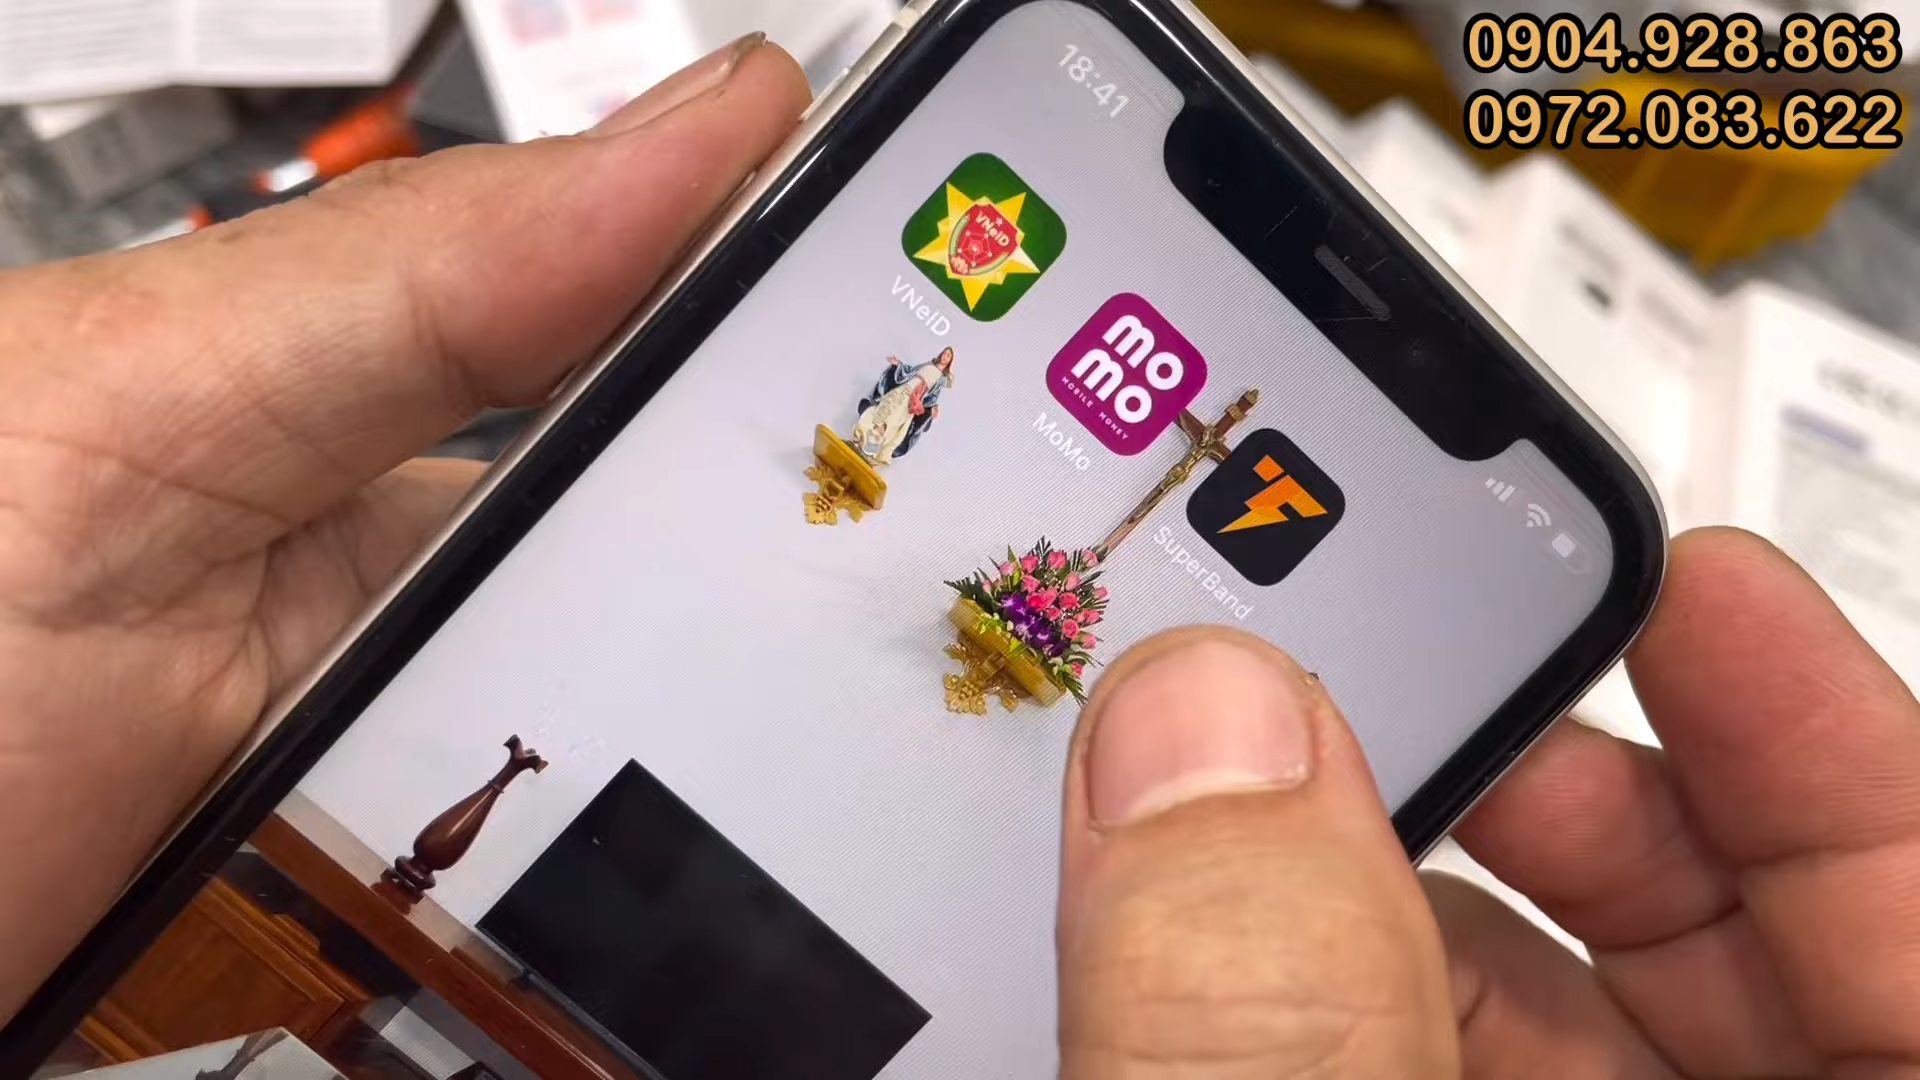 0904.928.863
0972.083.622
18:41
VNeID
VNeID
mo
mo
MOBILE MONEY
MoMo
SuperBand